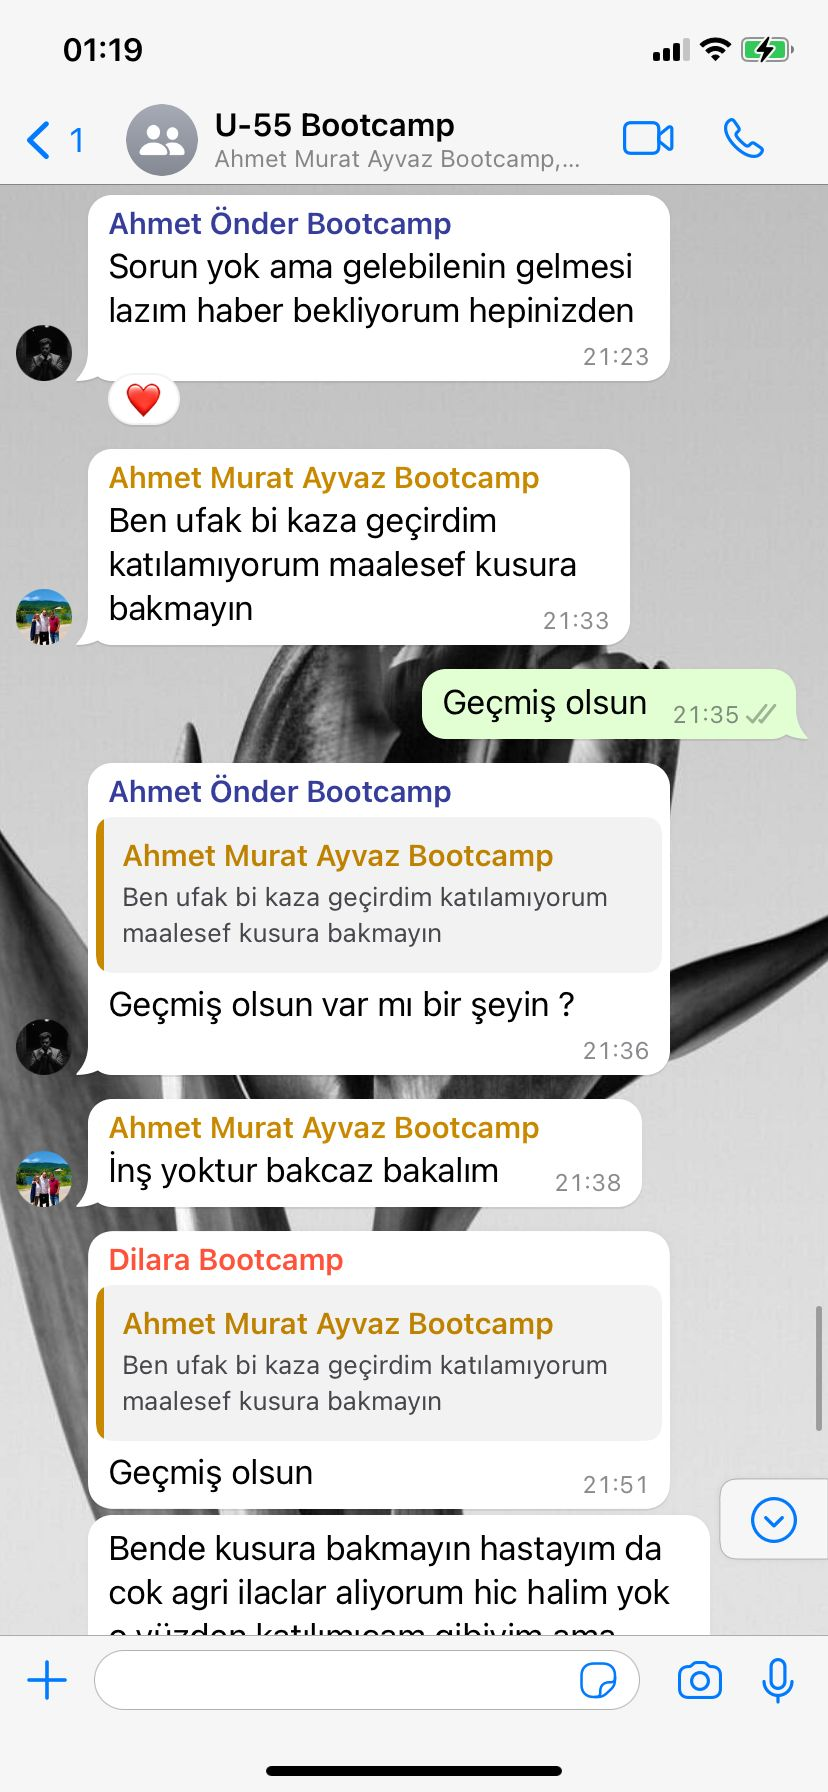 01:19
1
U-55 Bootcamp
Ahmet Murat Ayvaz Bootcamp,...
Ahmet Önder Bootcamp
Sorun yok ama gelebilenin gelmesi
lazım haber bekliyorum hepinizden
21:23
Ahmet Murat Ayvaz Bootcamp
Ben ufak bi kaza geçirdim
katılamıyorum maalesef kusura
bakmayın
21:33
Geçmiş olsun
21:35
Ahmet Önder Bootcamp
Ahmet Murat Ayvaz Bootcamp
Ben ufak bi kaza geçirdim katılamıyorum
maalesef kusura bakmayın
Geçmiş olsun var mı bir şeyin ?
21:36
Ahmet Murat Ayvaz Bootcamp
İnş yoktur bakcaz bakalım
21:38
Dilara Bootcamp
Ahmet Murat Ayvaz Bootcamp
Ben ufak bi kaza geçirdim katılamıyorum
maalesef kusura bakmayın
Geçmiş olsun
21:51
Bende kusura bakmayın hastayım da
cok agri ilaclar aliyorum hic halim yok
o yüzden katılımıcam gibiyim ama